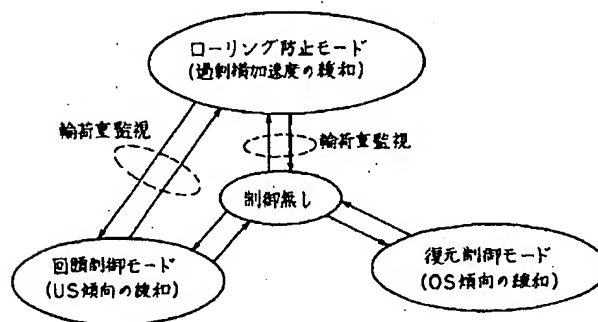 ローリング防止モード
(過剰横加速度の緩和)
輪荷重監視
輪荷重監視
制御無し
回頭制御モード
(US傾向の緩和)
復元制御モード
(OS傾向の緩和)